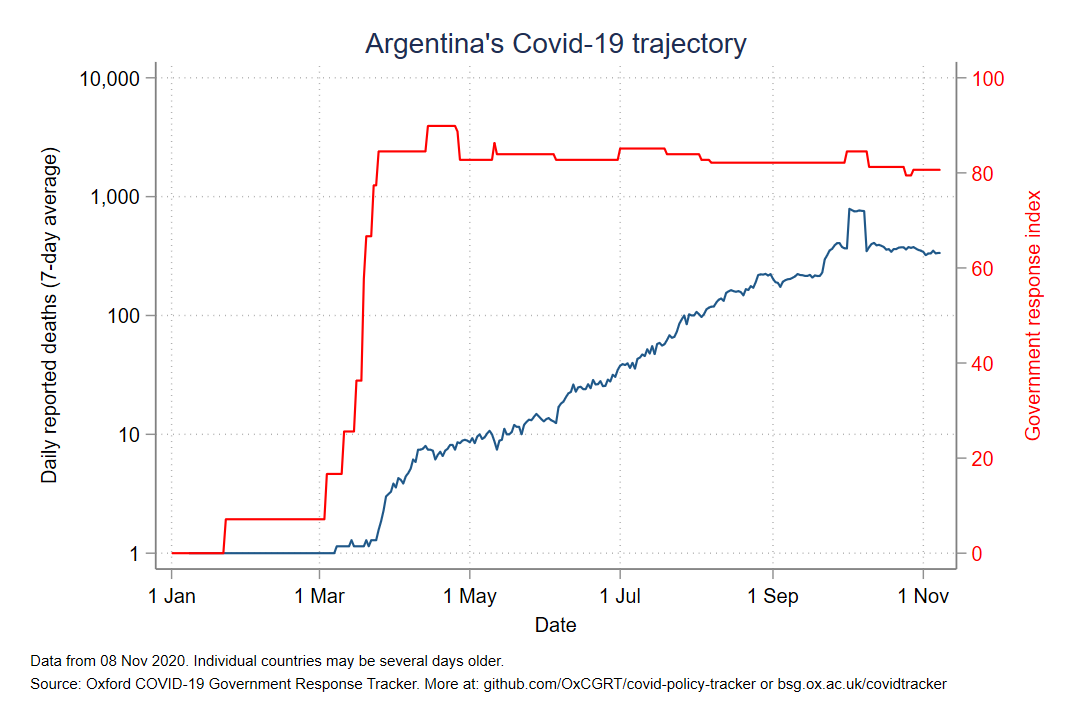 Argentina's Covid-19 trajectory
10,000
1,000
100
10
1
Daily reported deaths (7-day average)
100
80
60
40
20
0
Government response index
1 Jan
1 Mar
1 May
1 Jul
1 Sep
1 Nov
Date
Data from 08 Nov 2020. Individual countries may be several days older.
Source: Oxford COVID-19 Government Response Tracker. More at: github.com/OxCGRT/covid-policy-tracker or bsg.ox.ac.uk/covidtracker